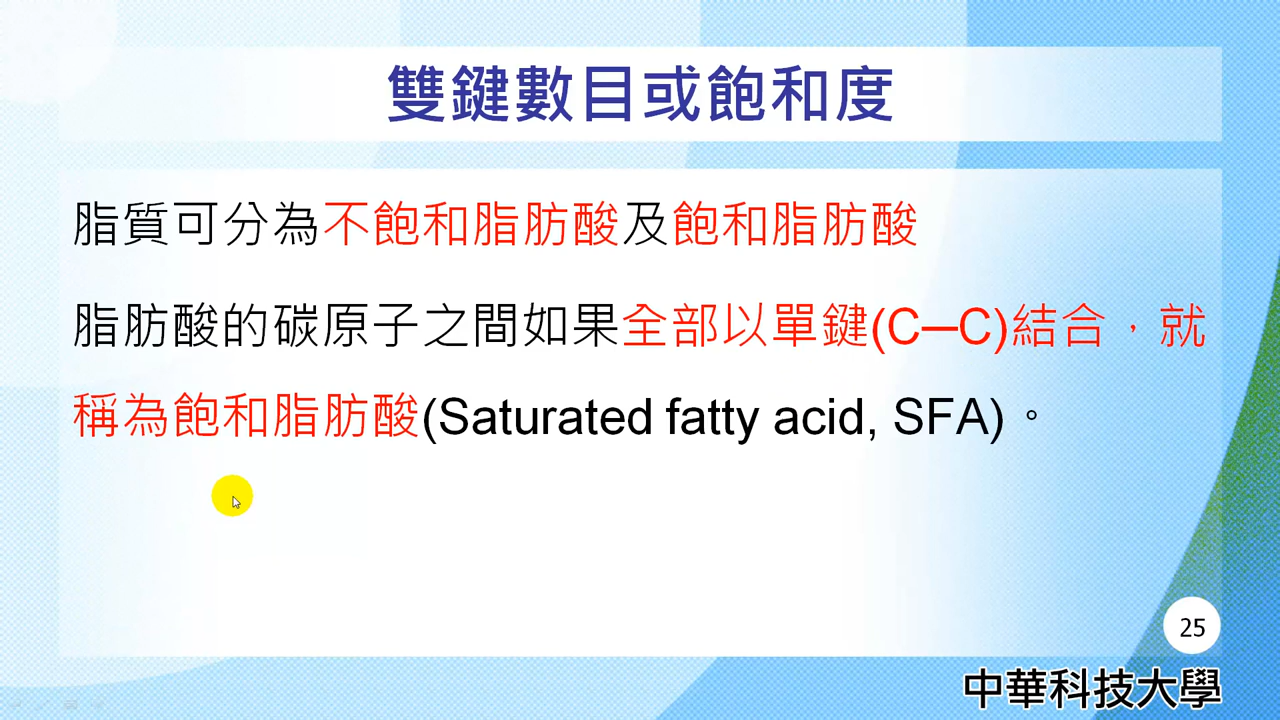 雙鍵數目或飽和度
脂質可分為不飽和脂肪酸及飽和脂肪酸
脂肪酸的碳原子之間如果全部以單鍵(C─C)結合，就
稱為飽和脂肪酸(Saturated fatty acid, SFA)。
25
中華科技大學